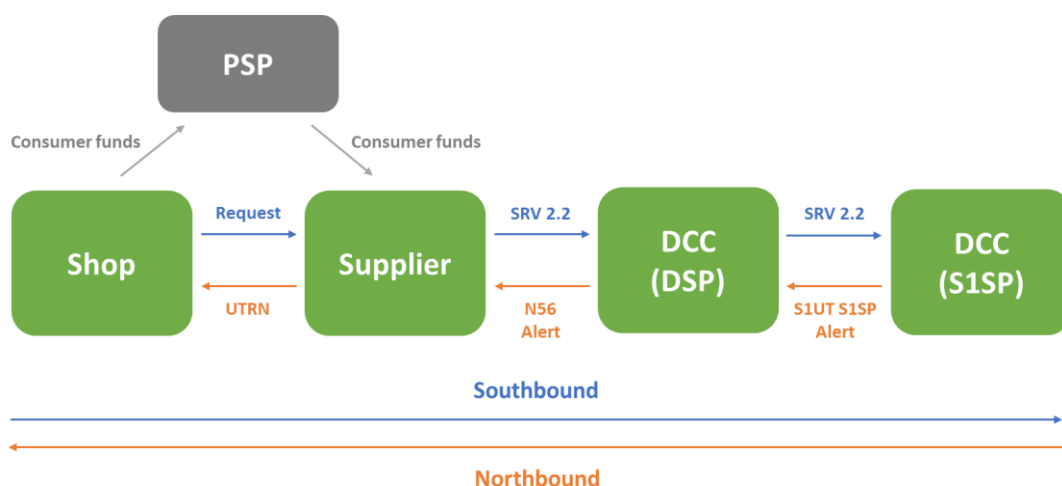 PSP
Consumer funds
Consumer funds
Shop
Request
UTRN
Supplier
SRV 2.2
N56
Alert
DCC
(DSP)
SRV 2.2
S1UT S1SP
Alert
DCC
(S1SP)
Southbound
Northbound